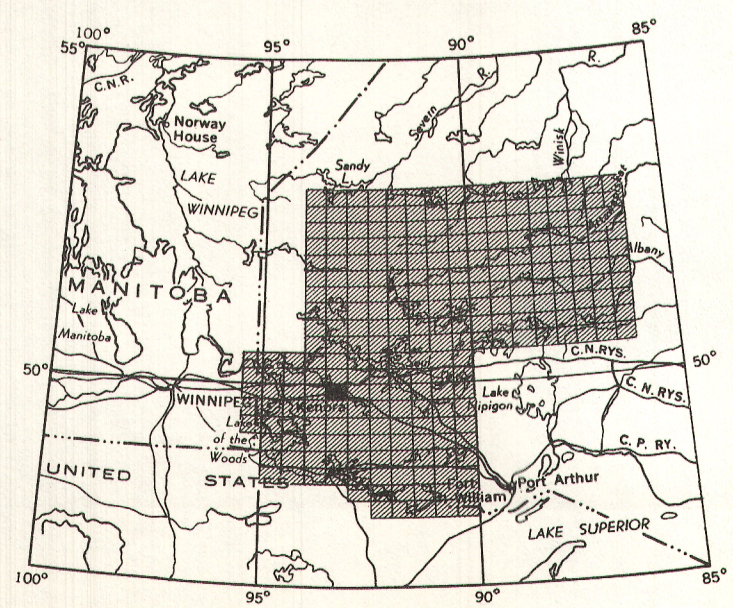 100°
55°
95°
90°
85°
C.N.R.
R.
R.
Severn
Winisk
Norway
House
Sandy
L.
LAKE
WINNIPEG
Attawapiskat
Albany
MANITOBA
Lake
Manitoba
50°
C.N.RYS.
50°
WINNIPEG
Kenora
Lake
Nipigon
C.N.RYS.
Lake
of the
Woods
C.P.RY.
UNITED
STATES
Fort
William
Port Arthur
LAKE SUPERIOR
100°
95°
90°
85°